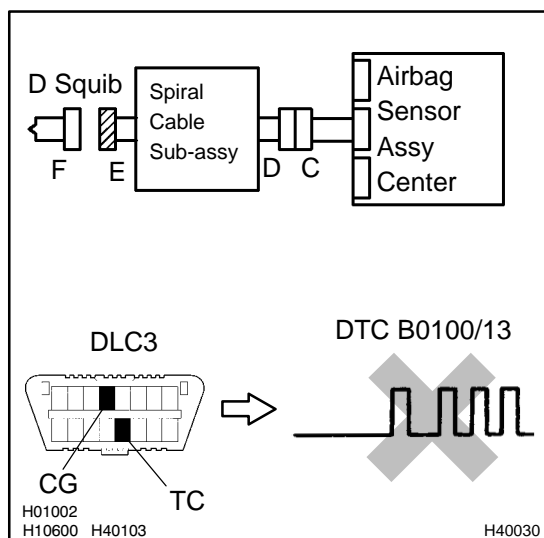 D Squib
Spiral
Cable
Sub-assy
Airbag
Sensor
Assy
Center
F
E
D
C
DLC3
DTC B0100/13
CG
TC
H01002
H10600 H40103
H40030